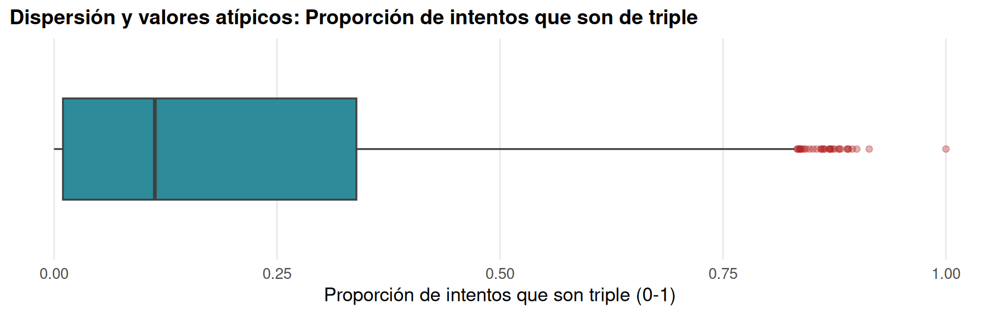 Dispersión y valores atípicos: Proporción de intentos que son de triple
0.00 0.25 0.50 0.75 1.00
Proporción de intentos que son triple (0-1)